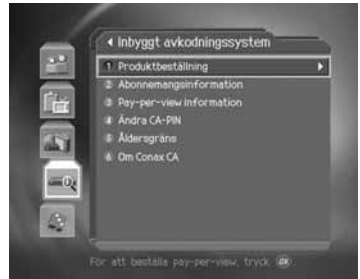 Inbyggt avkodningssystem
1 Produktbeställning
2 Abonnemangsinformation
3 Pay-per-view information
4 Ändra CA-PIN
5 Åldersgräns
6 Om Conax CA
För att beställa pay-per-view, tryck OK